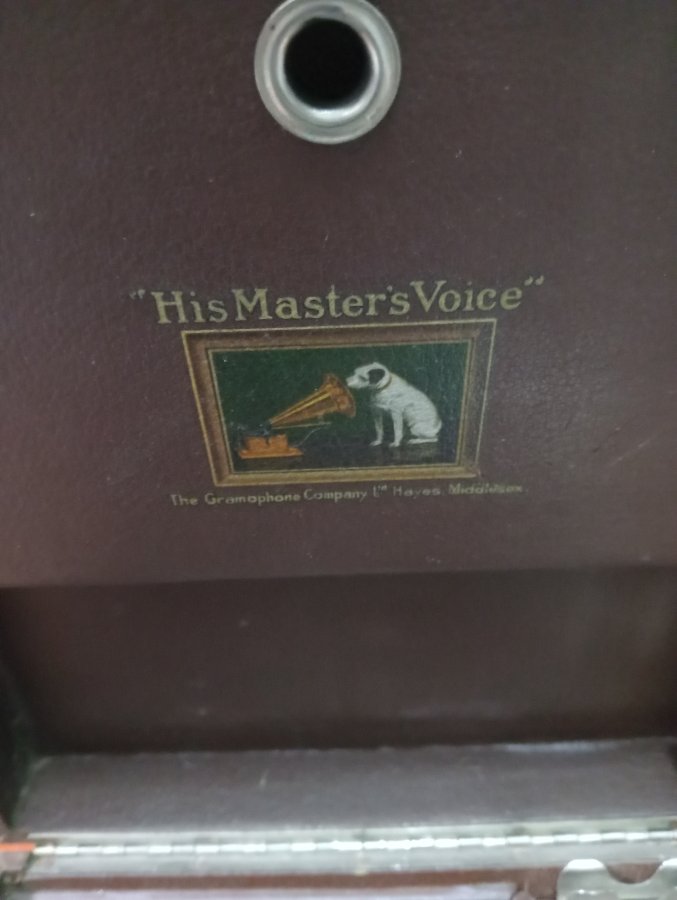 "His Master's Voice"
The Gramophone Company Ltd Hayes. Middlesex.